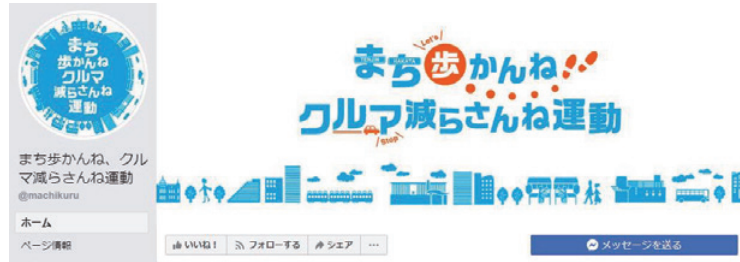 まち
歩かんね
クルマ
減らさんね
運動
まち歩かんね、クル
マ減らさんね運動
@machikuru
ホーム
ページ情報
Let's
TENJIN HAKATA
まち歩かんね!!
クルマ減らさんね運動
Stop
いいね!
フォローする
シェア
…
メッセージを送る